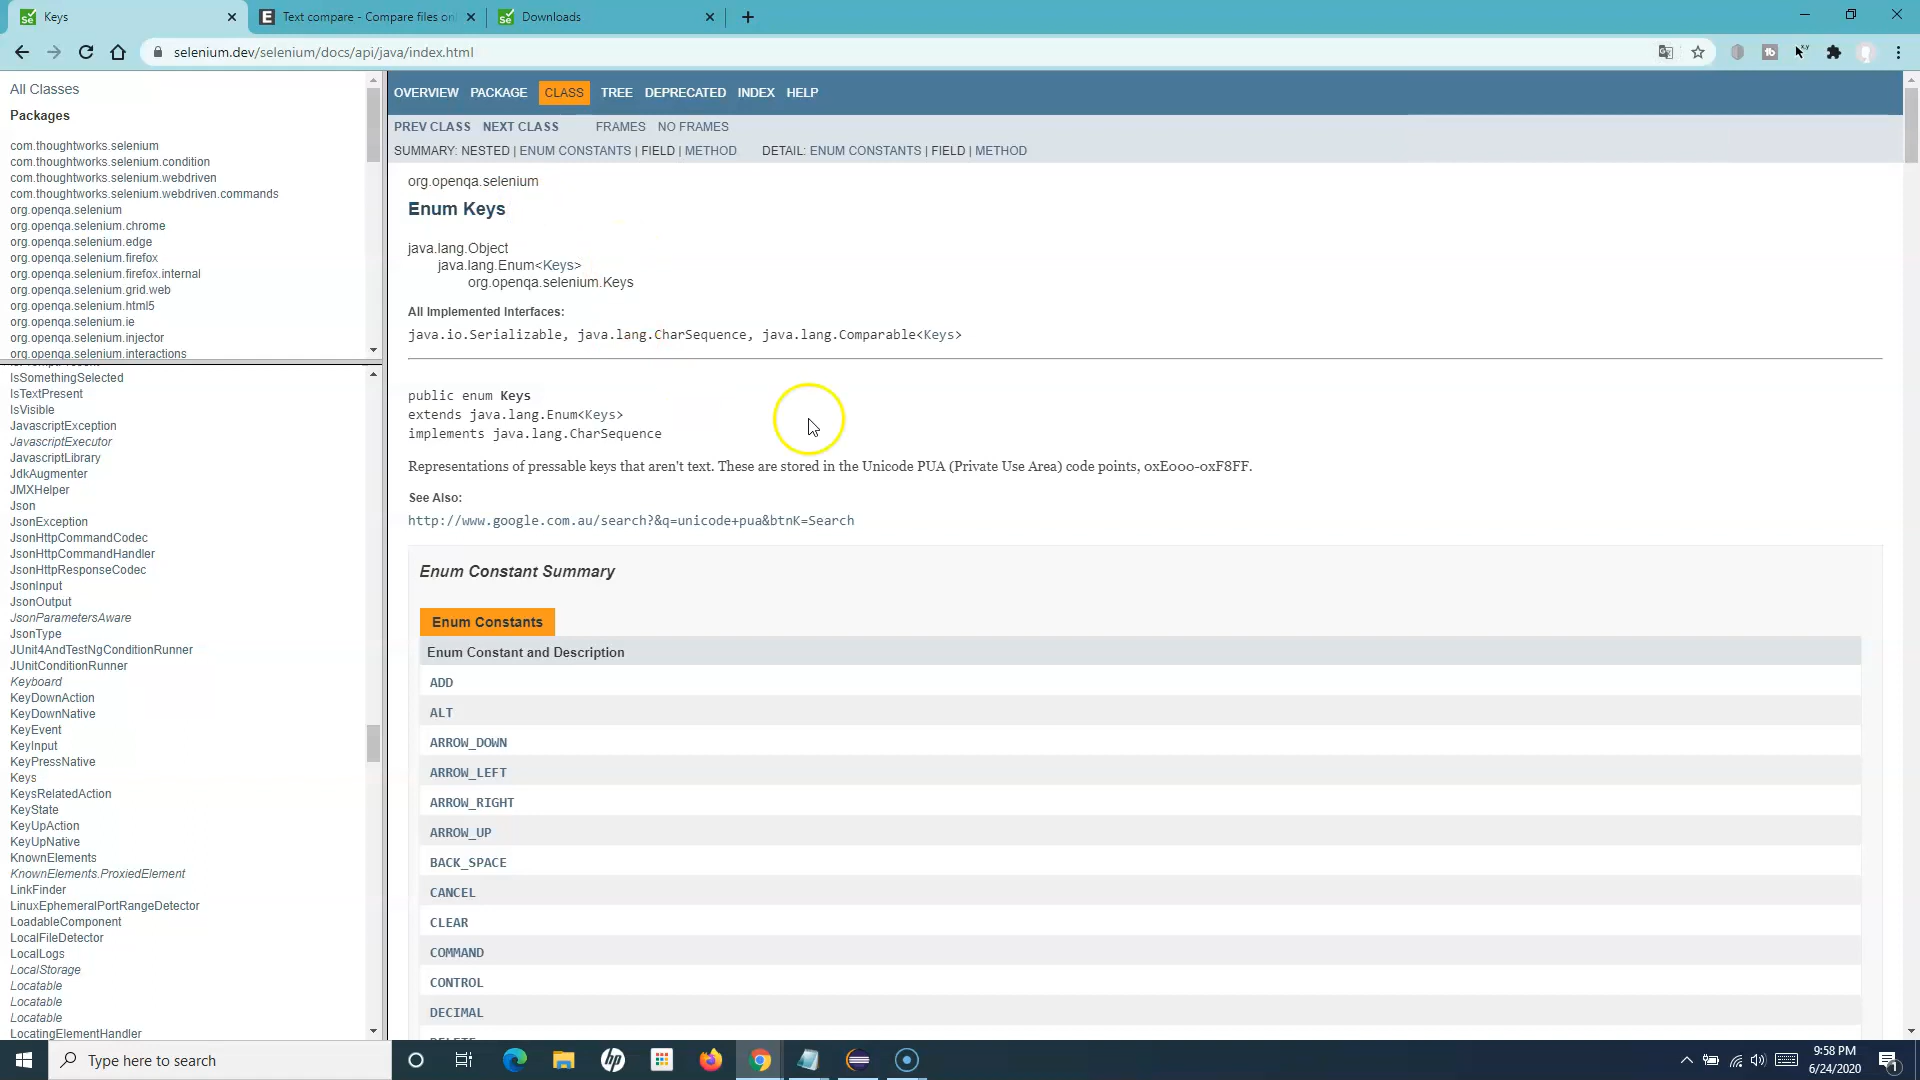 Keys
Text compare - Compare files onl
Downloads
selenium.dev/selenium/docs/api/java/index.html
All Classes
Packages
com.thoughtworks.selenium
com.thoughtworks.selenium.condition
com.thoughtworks.selenium.webdriven
com.thoughtworks.selenium.webdriven.commands
org.openqa.selenium
org.openqa.selenium.chrome
org.openqa.selenium.edge
org.openqa.selenium.firefox
org.openqa.selenium.firefox.internal
org.openqa.selenium.grid.web
org.openqa.selenium.html5
org.openqa.selenium.ie
org.openqa.selenium.injector
org.openqa.selenium.interactions
IsSomethingSelected
IsTextPresent
IsVisible
JavascriptExecutor
JavascriptExecutor
JavascriptLibrary
JdkAugmenter
JMXHelper
Json
JsonException
JsonHttpCommandCodec
JsonHttpCommandHandler
JsonHttpResponseCodec
JsonInput
JsonOutput
JsonParametersAware
JsonType
JUnit4AndTestNgConditionRunner
JUnitConditionRunner
Keyboard
KeyDownAction
KeyDownNative
KeyEvent
KeyInput
KeyPressNative
Keys
KeysRelatedAction
KeyState
KeyUpAction
KeyUpNative
KnownElements
KnownElements.ProxiedElement
LinkFinder
LinuxEphemeralPortRangeDetector
LoadableComponent
LocalFileDetector
LocalLogs
LocalStorage
Locatable
Locatable
Locatable
LocatingElementHandler
OVERVIEW PACKAGE CLASS TREE DEPRECATED INDEX HELP
PREV CLASS NEXT CLASS FRAMES NO FRAMES
SUMMARY: NESTED | ENUM CONSTANTS | FIELD | METHOD DETAIL: ENUM CONSTANTS | FIELD | METHOD
org.openqa.selenium
Enum Keys
java.lang.Object
java.lang.Enum<Keys>
org.openqa.selenium.Keys
All Implemented Interfaces:
java.io.Serializable, java.lang.CharSequence, java.lang.Comparable<Keys>
public enum Keys
extends java.lang.Enum<Keys>
implements java.lang.CharSequence
Representations of pressable keys that aren't text. These are stored in the Unicode PUA (Private Use Area) code points, 0xE000-0xF8FF.
See Also:
http://www.google.com.au/search?&q=unicode+pua&btnK=Search
Enum Constant Summary
Enum Constants
Enum Constant and Description
ADD
ALT
ARROW_DOWN
ARROW_LEFT
ARROW_RIGHT
ARROW_UP
BACK_SPACE
CANCEL
CLEAR
COMMAND
CONTROL
DECIMAL
Type here to search
9:58 PM
6/24/2020